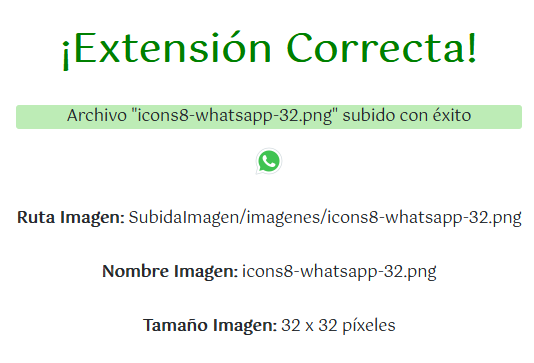 ¡Extensión Correcta!
Archivo "icons8-whatsapp-32.png" subido con éxito
Ruta Imagen: SubidaImagen/imagenes/icons8-whatsapp-32.png
Nombre Imagen: icons8-whatsapp-32.png
Tamaño Imagen: 32 x 32 píxeles